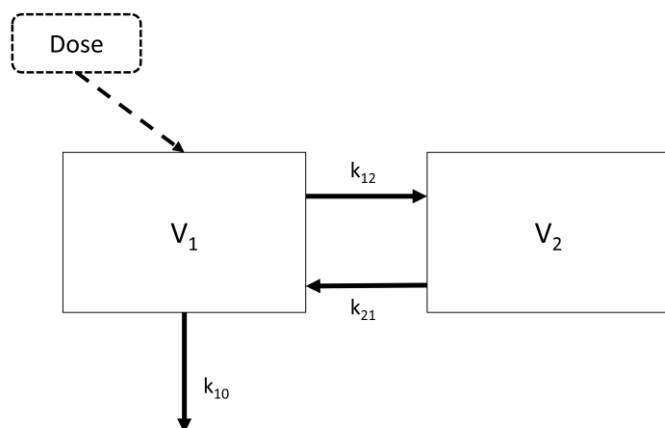 Dose
k₁₂
V₁
V₂
k₂₁
k₁₀